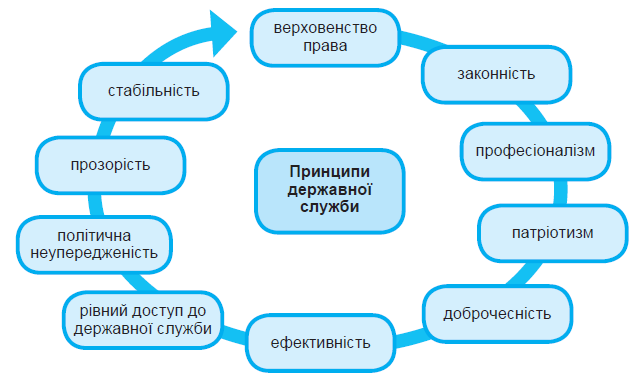 верховенство
права
законність
професіоналізм
патріотизм
доброчесність
ефективність
рівний доступ до
державної служби
політична
неупередженість
прозорість
стабільність
Принципи
державної
служби